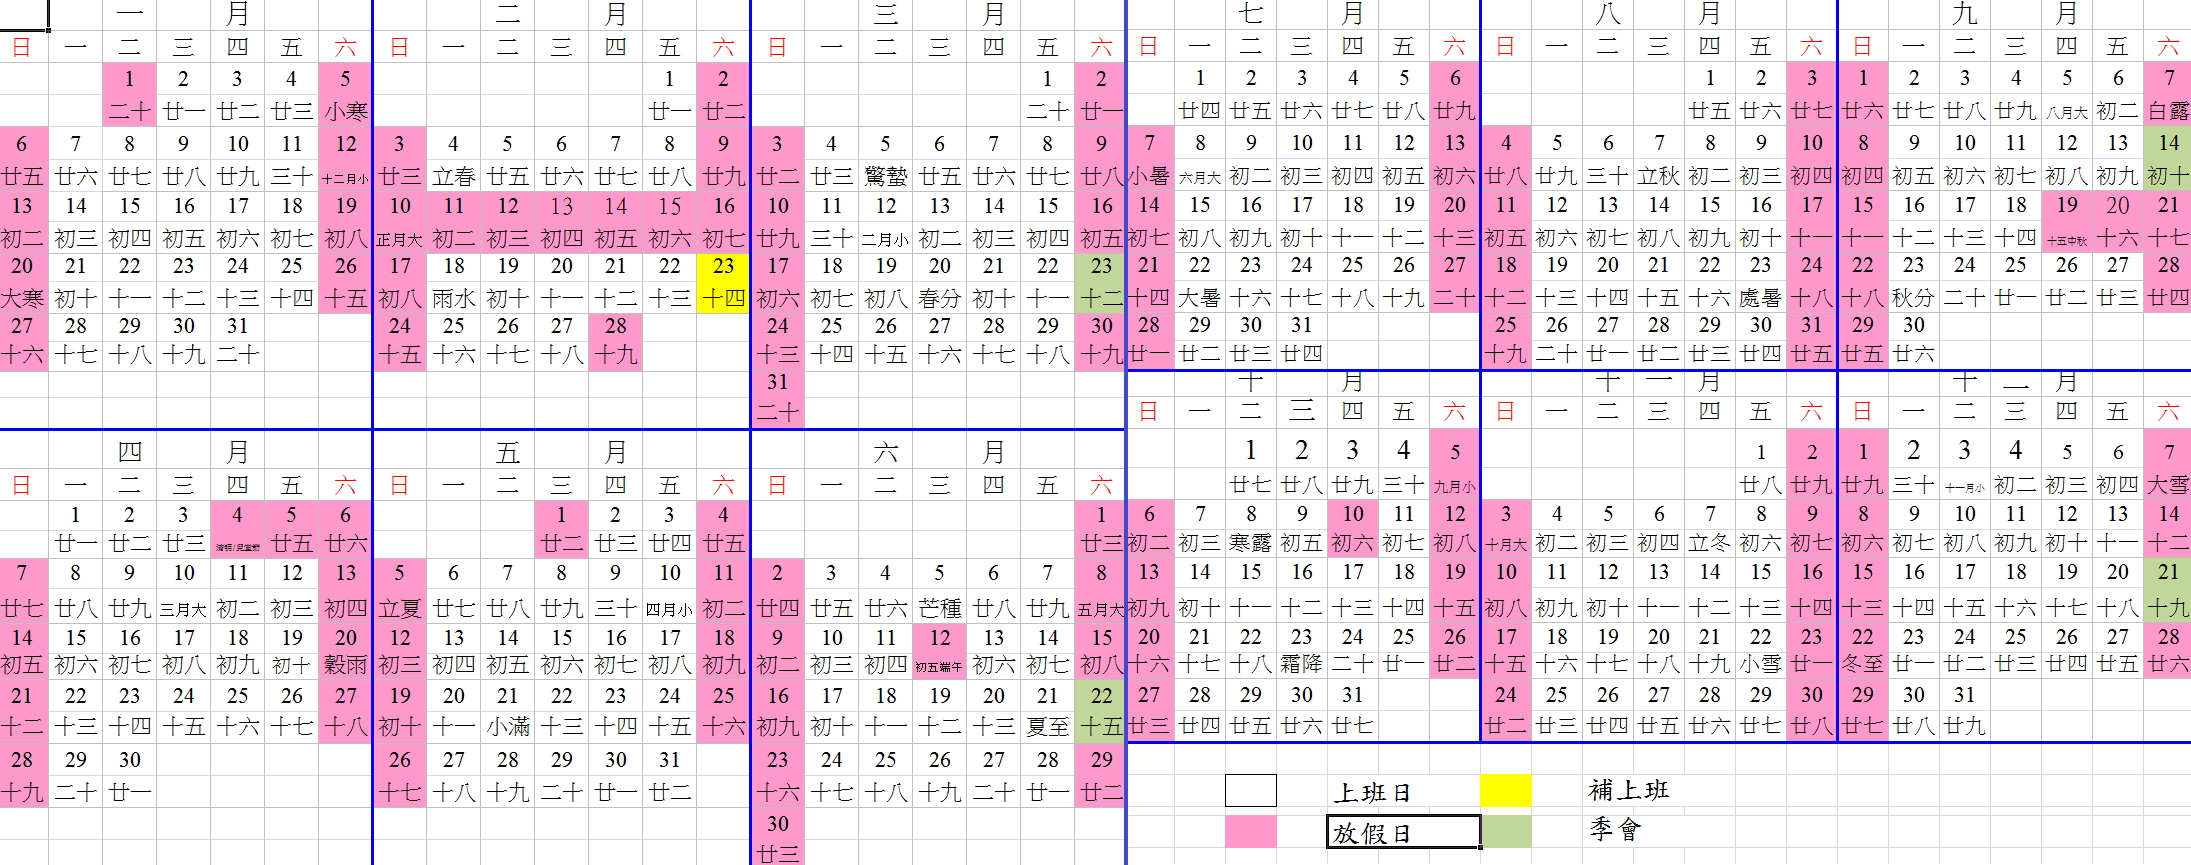 一 月
日 一 二 三 四 五 六
1 2 3 4 5
二十 廿一 廿二 廿三 小寒
6 7 8 9 10 11 12
廿五 廿六 廿七 廿八 廿九 三十 十二月小
13 14 15 16 17 18 19
初二 初三 初四 初五 初六 初七 初八
20 21 22 23 24 25 26
大寒 初十 十一 十二 十三 十四 十五
27 28 29 30 31
十六 十七 十八 十九 二十
二 月
日 一 二 三 四 五 六
1 2
廿一 廿二
3 4 5 6 7 8 9
廿三 立春 廿五 廿六 廿七 廿八 廿九
10 11 12 13 14 15 16
正月大 初二 初三 初四 初五 初六 初七
17 18 19 20 21 22 23
初八 雨水 初十 十一 十二 十三 十四
24 25 26 27 28
十五 十六 十七 十八 十九
三 月
日 一 二 三 四 五 六
1 2
二十 廿一
3 4 5 6 7 8 9
廿二 廿三 驚蟄 廿五 廿六 廿七 廿八
10 11 12 13 14 15 16
廿九 三十 二月小 初二 初三 初四 初五
17 18 19 20 21 22 23
初六 初七 初八 春分 初十 十一 十二
24 25 26 27 28 29 30
十三 十四 十五 十六 十七 十八 十九
31
二十
四 月
日 一 二 三 四 五 六
1 2 3 4 5 6
廿一 廿二 廿三 清明/兒童節 廿五 廿六
7 8 9 10 11 12 13
廿七 廿八 廿九 三月大 初二 初三 初四
14 15 16 17 18 19 20
初五 初六 初七 初八 初九 初十 穀雨
21 22 23 24 25 26 27
十二 十三 十四 十五 十六 十七 十八
28 29 30
十九 二十 廿一
五 月
日 一 二 三 四 五 六
1 2 3 4
廿二 廿三 廿四 廿五
5 6 7 8 9 10 11
立夏 廿七 廿八 廿九 三十 四月小 初二
12 13 14 15 16 17 18
初三 初四 初五 初六 初七 初八 初九
19 20 21 22 23 24 25
初十 十一 小滿 十三 十四 十五 十六
26 27 28 29 30 31
十七 十八 十九 二十 廿一 廿二
六 月
日 一 二 三 四 五 六
1
廿三
2 3 4 5 6 7 8
廿四 廿五 廿六 芒種 廿八 廿九 五月大
9 10 11 12 13 14 15
初二 初三 初四 初五端午 初六 初七 初八
16 17 18 19 20 21 22
初九 初十 十一 十二 十三 夏至 十五
23 24 25 26 27 28 29
十六 十七 十八 十九 二十 廿一 廿二
30
廿三
七 月
日 一 二 三 四 五 六
1 2 3 4 5 6
廿四 廿五 廿六 廿七 廿八 廿九
7 8 9 10 11 12 13
小暑 六月大 初二 初三 初四 初五 初六
14 15 16 17 18 19 20
初七 初八 初九 初十 十一 十二 十三
21 22 23 24 25 26 27
十四 大暑 十六 十七 十八 十九 二十
28 29 30 31
廿一 廿二 廿三 廿四
八 月
日 一 二 三 四 五 六
1 2 3
廿五 廿六 廿七
4 5 6 7 8 9 10
廿八 廿九 三十 立秋 初二 初三 初四
11 12 13 14 15 16 17
初五 初六 初七 初八 初九 初十 十一
18 19 20 21 22 23 24
十二 十三 十四 十五 十六 處暑 十八
25 26 27 28 29 30 31
十九 二十 廿一 廿二 廿三 廿四 廿五
九 月
日 一 二 三 四 五 六
1 2 3 4 5 6 7
廿六 廿七 廿八 廿九 八月大 初二 白露
8 9 10 11 12 13 14
初四 初五 初六 初七 初八 初九 初十
15 16 17 18 19 20 21
十一 十二 十三 十四 十五中秋 十六 十七
22 23 24 25 26 27 28
十八 秋分 二十 廿一 廿二 廿三 廿四
29 30
廿五 廿六
十 月
日 一 二 三 四 五 六
1 2 3 4 5
廿七 廿八 廿九 三十 九月小
6 7 8 9 10 11 12
初二 初三 寒露 初五 初六 初七 初八
13 14 15 16 17 18 19
初九 初十 十一 十二 十三 十四 十五
20 21 22 23 24 25 26
十六 十七 十八 霜降 二十 廿一 廿二
27 28 29 30 31
廿三 廿四 廿五 廿六 廿七
十 一 月
日 一 二 三 四 五 六
1 2
廿八 廿九
3 4 5 6 7 8 9
十月大 初二 初三 初四 立冬 初六 初七
10 11 12 13 14 15 16
初八 初九 初十 十一 十二 十三 十四
17 18 19 20 21 22 23
十五 十六 十七 十八 十九 小雪 廿一
24 25 26 27 28 29 30
廿二 廿三 廿四 廿五 廿六 廿七 廿八
十 二 月
日 一 二 三 四 五 六
1 2 3 4 5 6 7
廿九 三十 十一月小 初二 初三 初四 大雪
8 9 10 11 12 13 14
初六 初七 初八 初九 初十 十一 十二
15 16 17 18 19 20 21
十三 十四 十五 十六 十七 十八 十九
22 23 24 25 26 27 28
冬至 廿一 廿二 廿三 廿四 廿五 廿六
29 30 31
廿七 廿八 廿九
上班日 補上班
放假日 季會